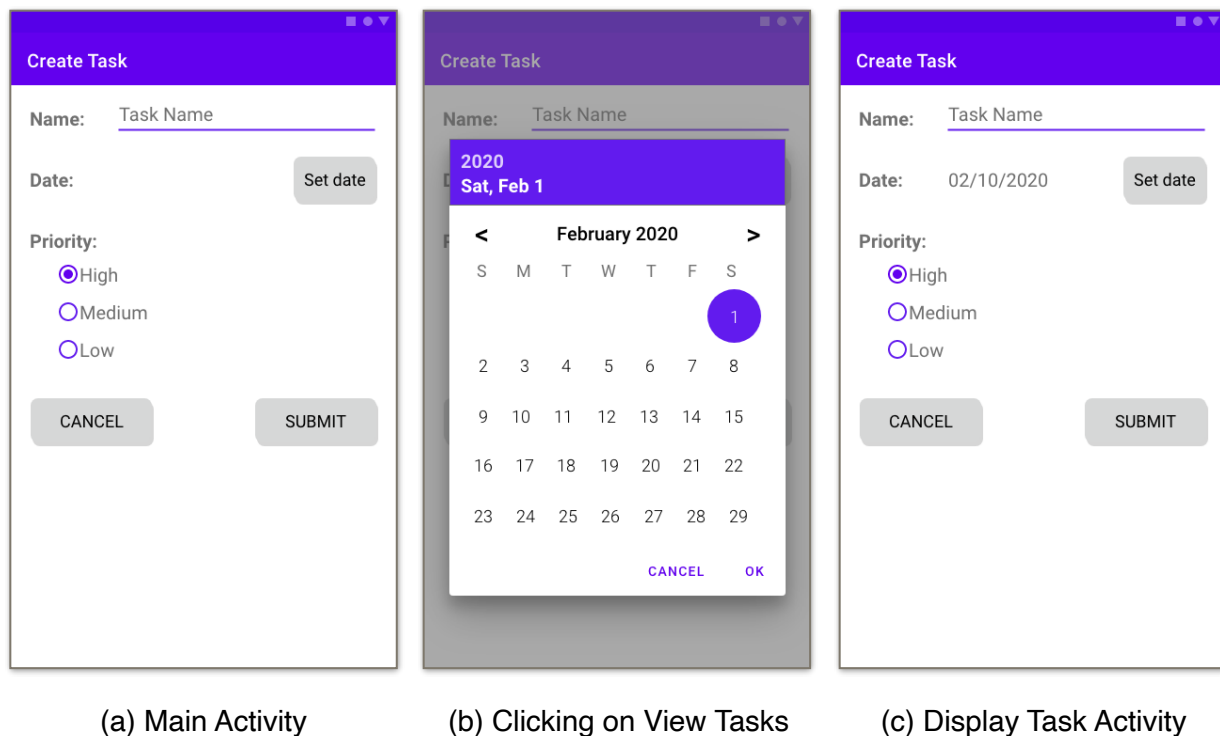 Create Task
Name: Task Name
Date: Set date
Priority:
High
Medium
Low
CANCEL SUBMIT
(a) Main Activity
Create Task
Name: Task Name
2020
Sat, Feb 1
< February 2020 >
S M T W T F S
1
2 3 4 5 6 7 8
9 10 11 12 13 14 15
16 17 18 19 20 21 22
23 24 25 26 27 28 29
CANCEL OK
(b) Clicking on View Tasks
Create Task
Name: Task Name
Date: 02/10/2020 Set date
Priority:
High
Medium
Low
CANCEL SUBMIT
(c) Display Task Activity